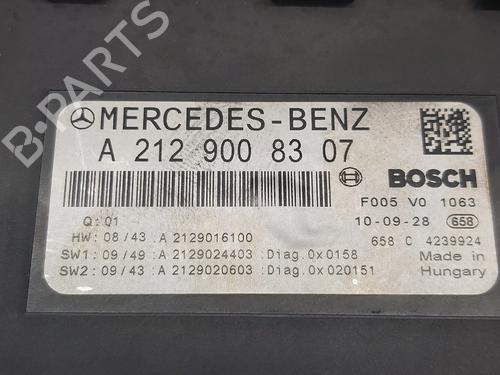 MERCEDES-BENZ
A 212 900 83 07
BOSCH
Q: 01
F005 V0 1063
10-09-28 658
HW: 08/43 :A 2129016100
658 C 4239924
SW1: 09/49 :A 2129024403 :Diag.0x0158
Made in
SW2: 09/43 :A 2129020603 :Diag.0x020151
Hungary
B-PARTS